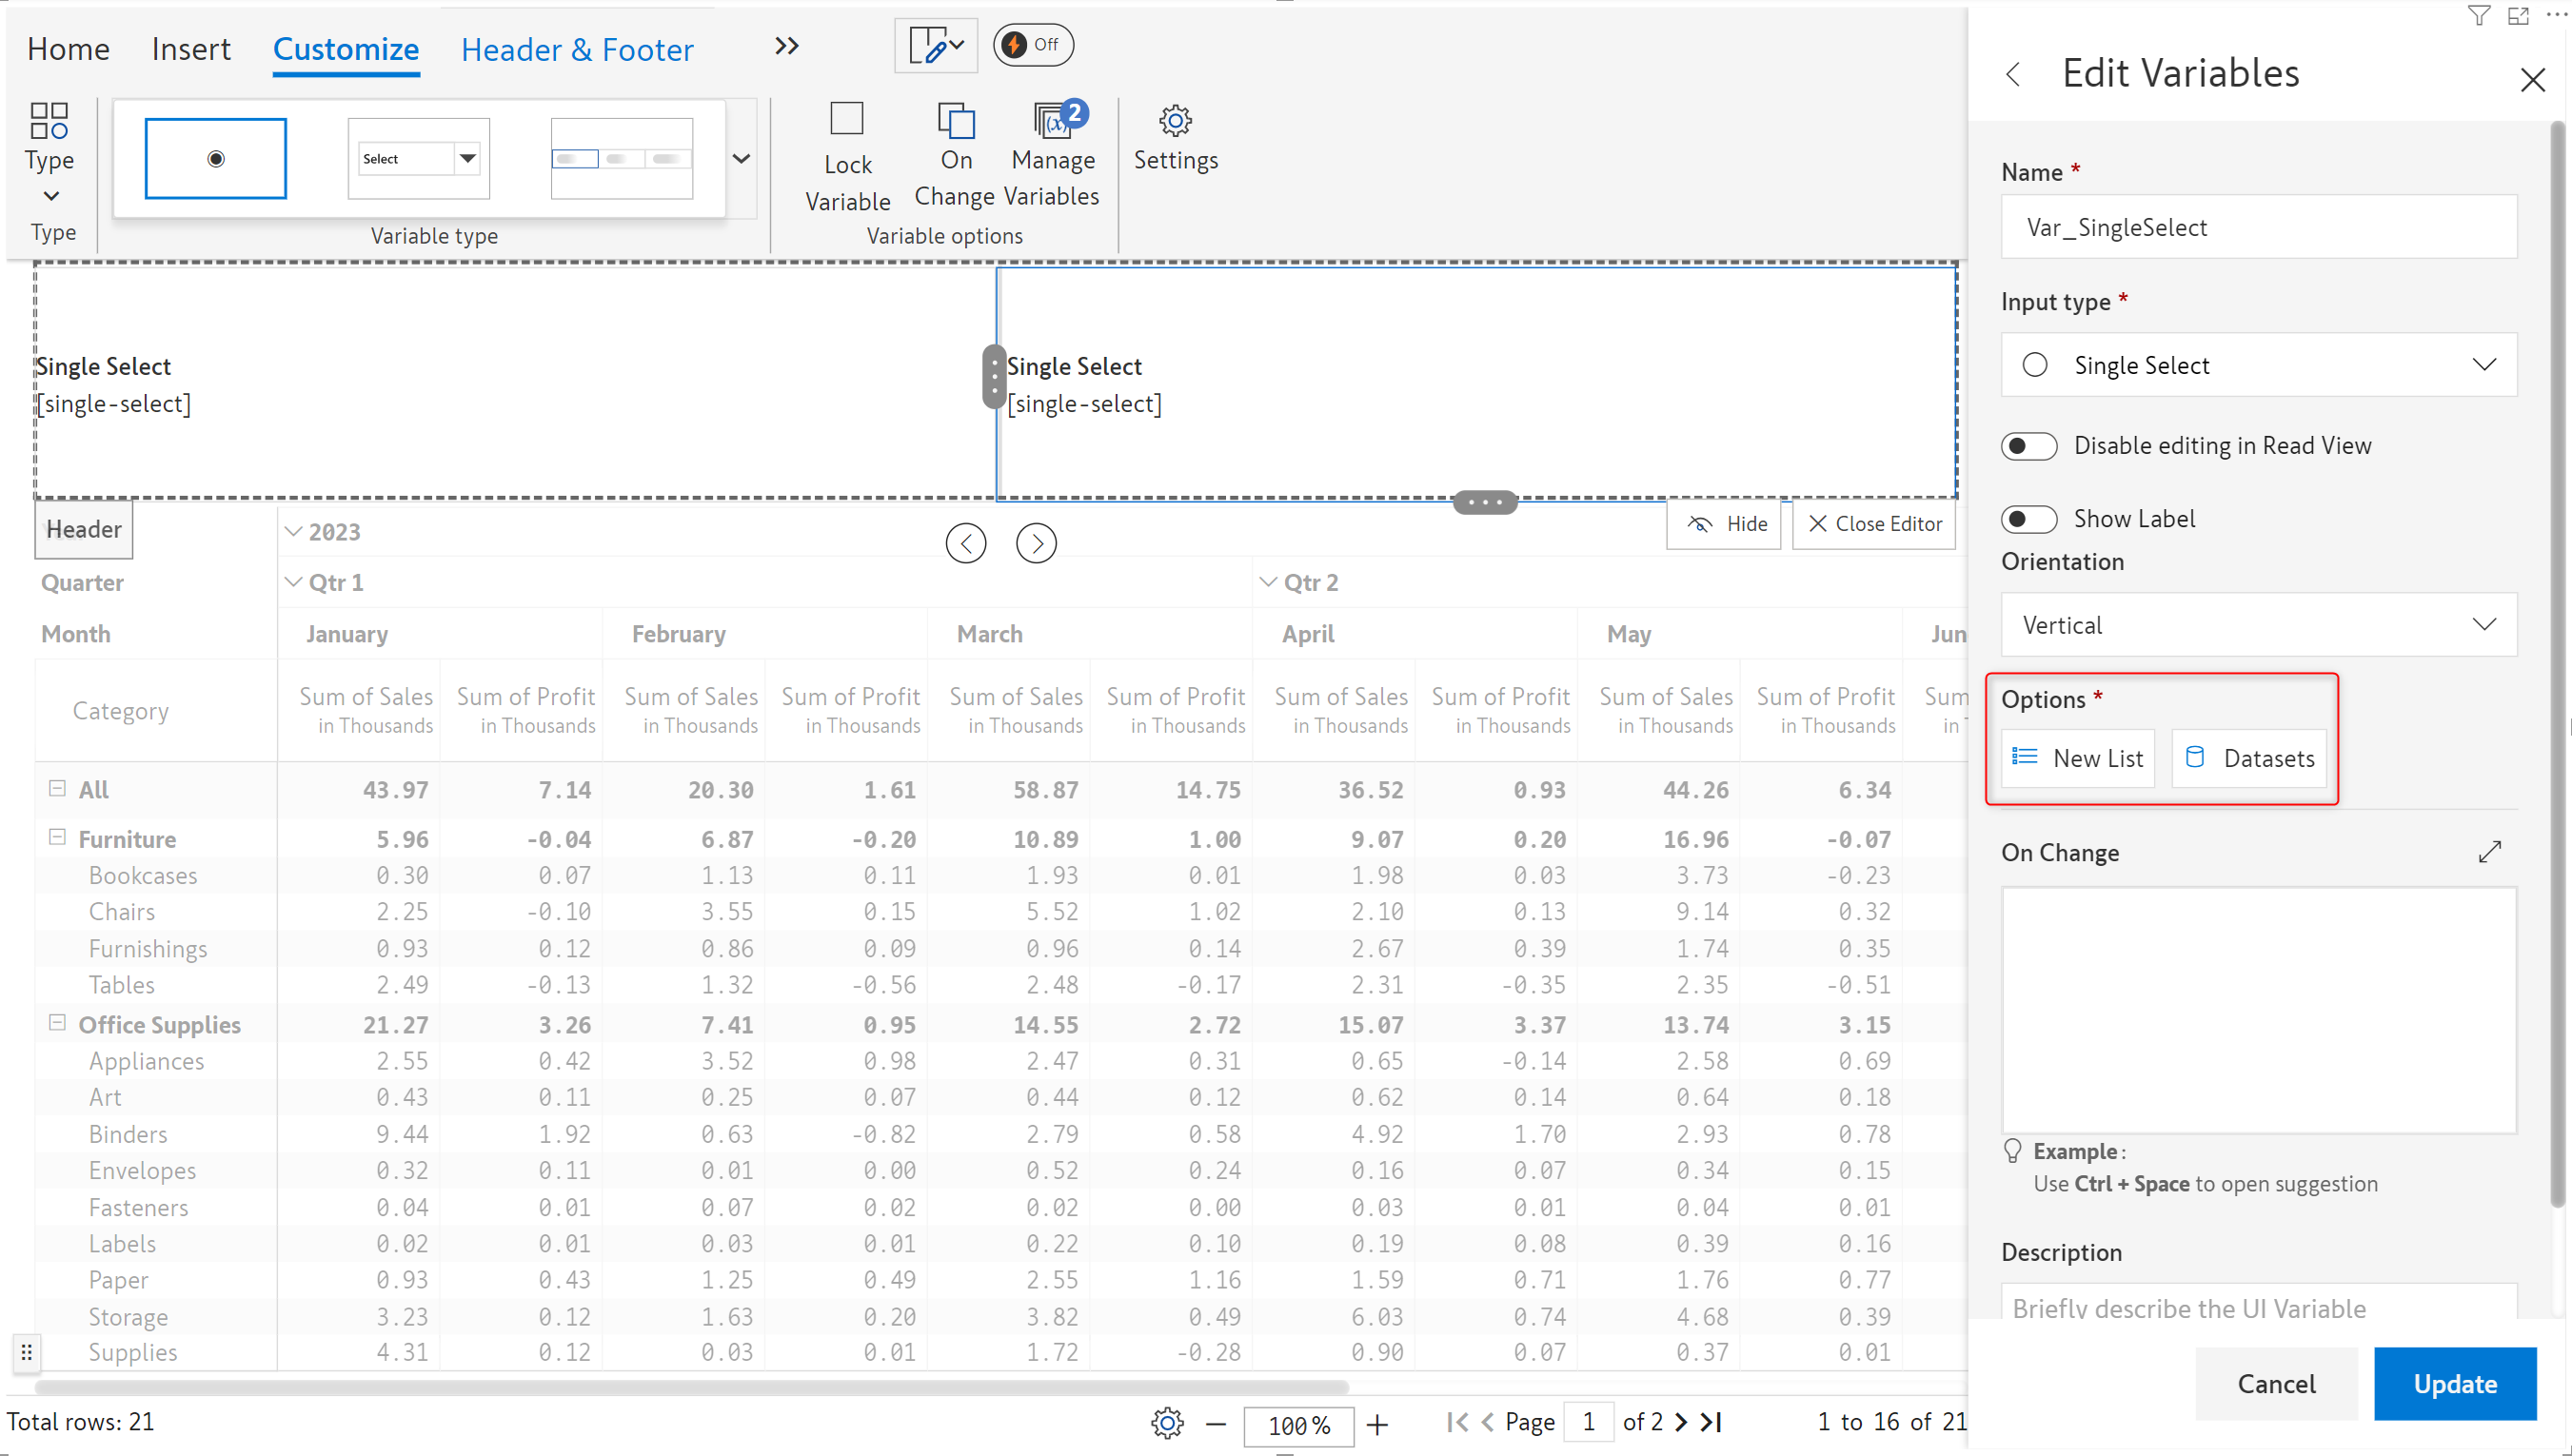 Home Insert Customize Header & Footer Off
Type
Type
Select
Variable type
Lock Variable
On Change
2
Manage Variables
Variable options
Settings
Single Select
[single-select]
Single Select
[single-select]
Header
Hide
Close Editor
2023
Quarter Qtr 1 Qtr 2
Month January February March April May Jun
Category Sum of Sales Sum of Profit Sum of Sales Sum of Profit Sum of Sales Sum of Profit Sum of Sales Sum of Profit Sum of Sales Sum of Profit Sum
in Thousands in Thousands in Thousands in Thousands in Thousands in Thousands in Thousands in Thousands in Thousands in Thousands in
All 43.97 7.14 20.30 1.61 58.87 14.75 36.52 0.93 44.26 6.34
Furniture 5.96 -0.04 6.87 -0.20 10.89 1.00 9.07 0.20 16.96 -0.07
Bookcases 0.30 0.07 1.13 0.11 1.93 0.01 1.98 0.03 3.73 -0.23
Chairs 2.25 -0.10 3.55 0.15 5.52 1.02 2.10 0.13 9.14 0.32
Furnishings 0.93 0.12 0.86 0.09 0.96 0.14 2.67 0.39 1.74 0.35
Tables 2.49 -0.13 1.32 -0.56 2.48 -0.17 2.31 -0.35 2.35 -0.51
Office Supplies 21.27 3.26 7.41 0.95 14.55 2.72 15.07 3.37 13.74 3.15
Appliances 2.55 0.42 3.52 0.98 2.47 0.31 0.65 -0.14 2.58 0.69
Art 0.43 0.11 0.25 0.07 0.44 0.12 0.62 0.14 0.64 0.18
Binders 9.44 1.92 0.63 -0.82 2.79 0.58 4.92 1.70 2.93 0.78
Envelopes 0.32 0.11 0.01 0.00 0.52 0.24 0.16 0.07 0.34 0.15
Fasteners 0.04 0.01 0.07 0.02 0.02 0.00 0.03 0.01 0.04 0.01
Labels 0.02 0.01 0.03 0.01 0.22 0.10 0.19 0.08 0.39 0.16
Paper 0.93 0.43 1.25 0.49 2.55 1.16 1.59 0.71 1.76 0.77
Storage 3.23 0.12 1.63 0.20 3.82 0.49 6.03 0.74 4.68 0.39
Supplies 4.31 0.12 0.03 0.01 1.72 -0.28 0.90 0.07 0.37 0.01
Total rows: 21 100% Page 1 of 2 1 to 16 of 21
Edit Variables
Name *
Var_SingleSelect
Input type *
Single Select
Disable editing in Read View
Show Label
Orientation
Vertical
Options *
New List Datasets
On Change
Example:
Use Ctrl + Space to open suggestion
Description
Briefly describe the UI Variable
Cancel Update